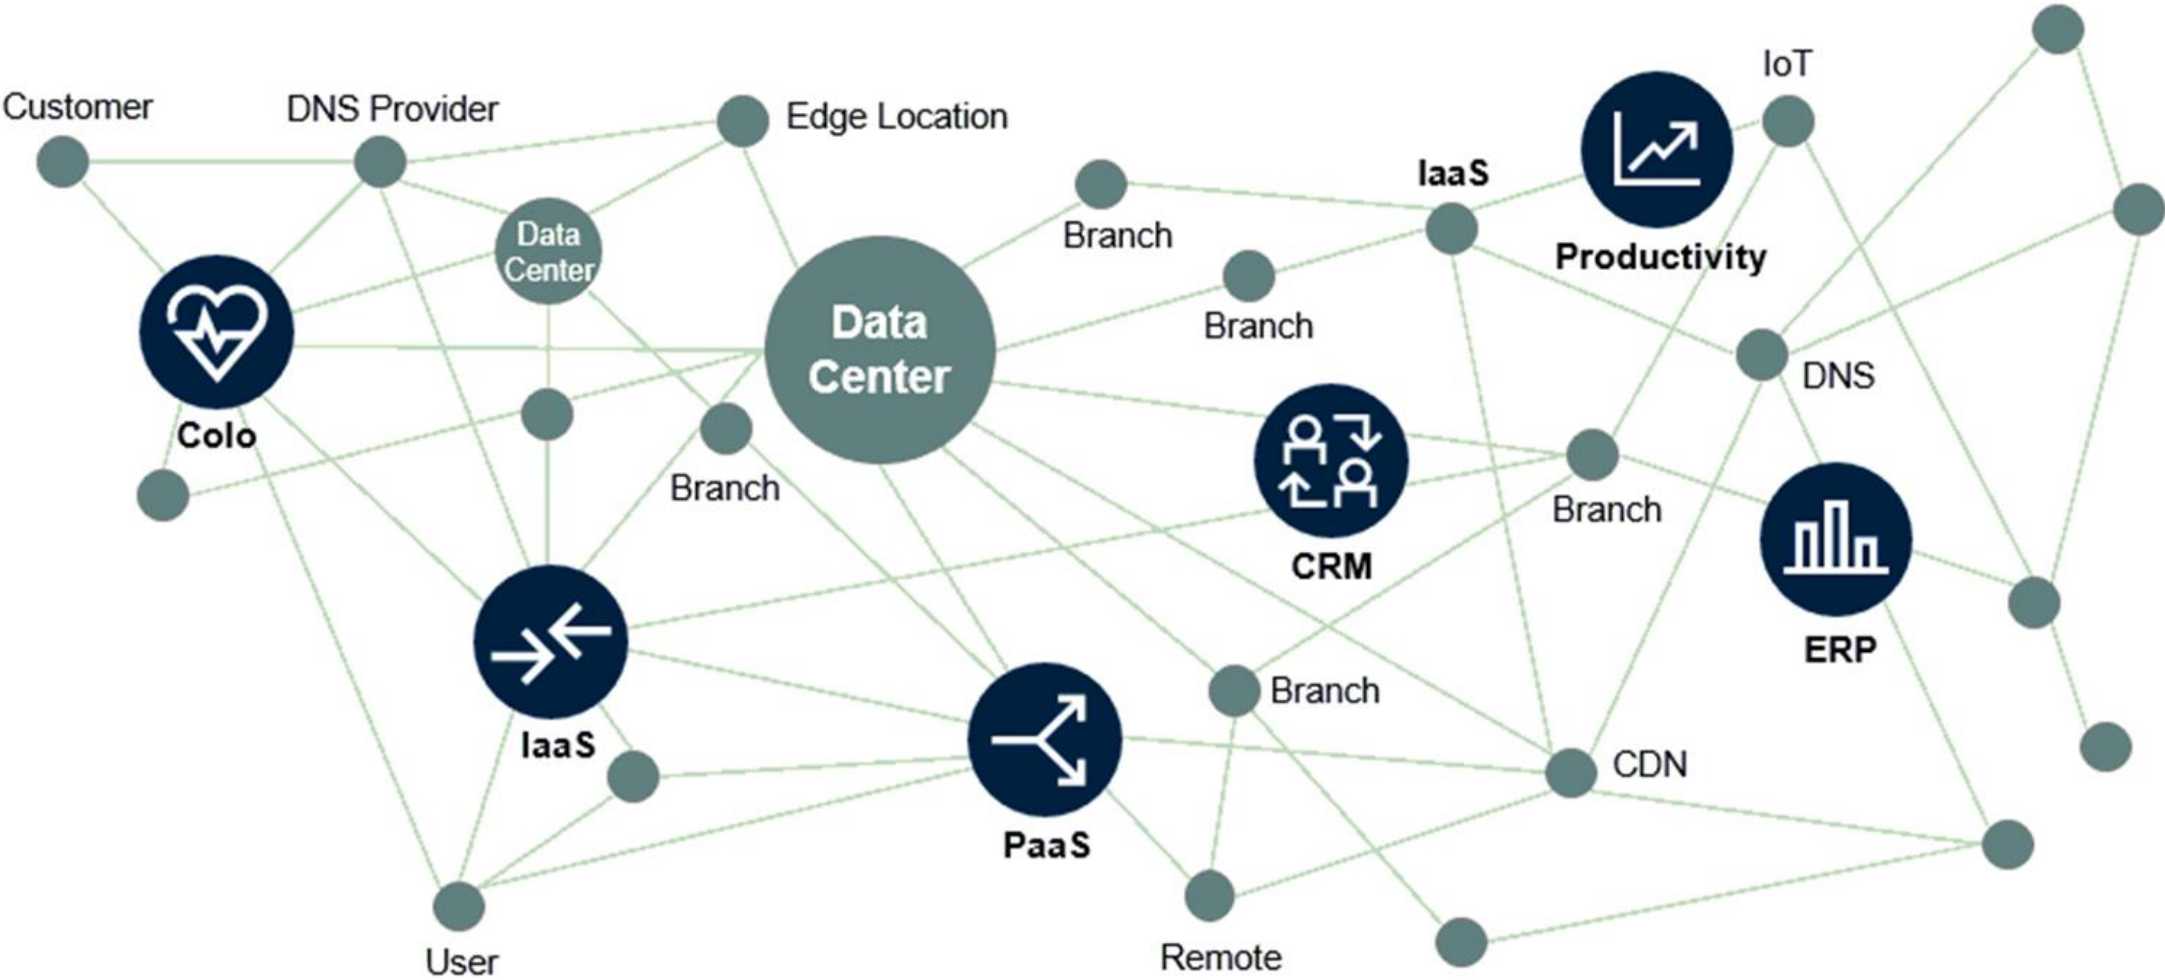 IoT
Customer
DNS Provider
Edge Location
IaaS
Data
Center
Branch
Productivity
Data
Center
Branch
DNS
Colo
Branch
Branch
CRM
ERP
Branch
IaaS
CDN
PaaS
User
Remote